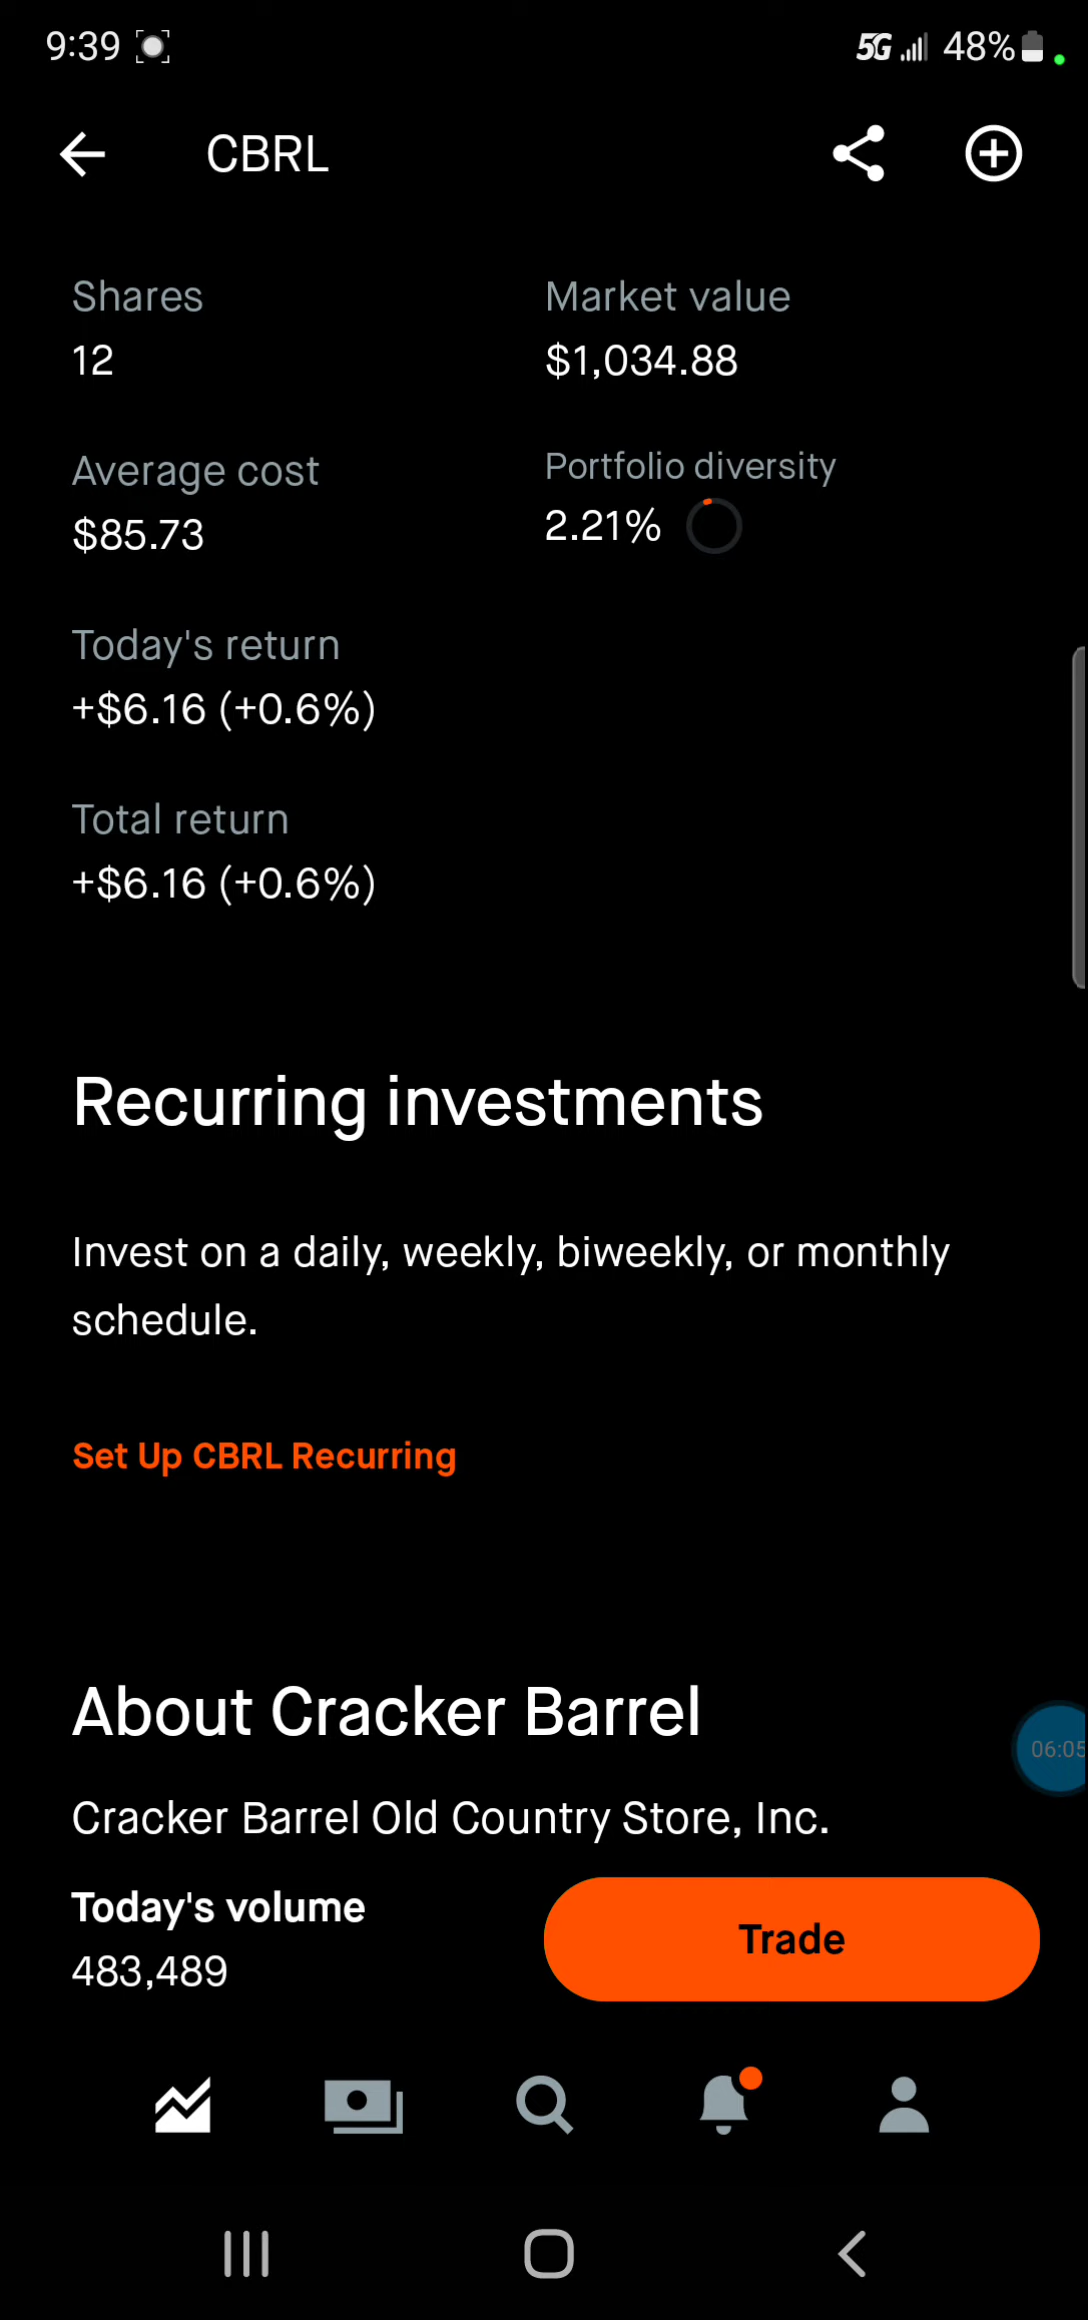 9:39
5G 48%
CBRL
Shares
12
Market value
$1,034.88
Average cost
$85.73
Portfolio diversity
2.21%
Today's return
+$6.16 (+0.6%)
Total return
+$6.16 (+0.6%)
Recurring investments
Invest on a daily, weekly, biweekly, or monthly
schedule.
Set Up CBRL Recurring
About Cracker Barrel
06:05
Cracker Barrel Old Country Store, Inc.
Today's volume
483,489
Trade